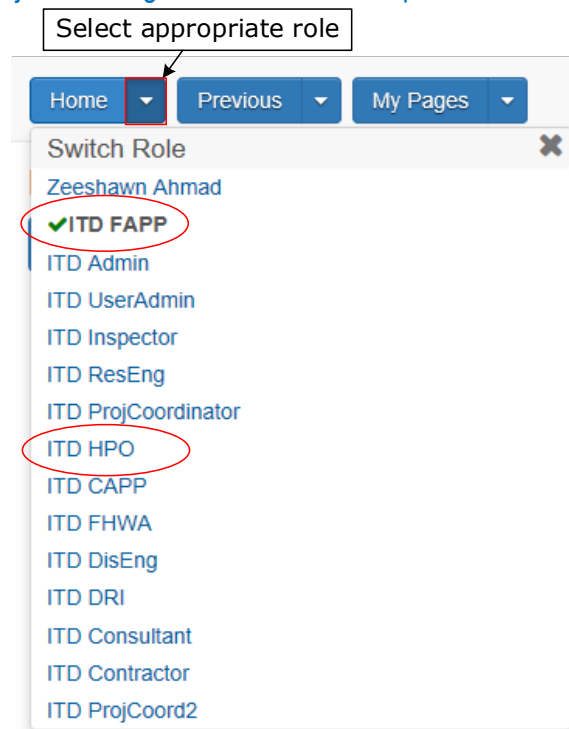 Select appropriate role
Home Previous My Pages
Switch Role
Zeeshawn Ahmad
ITD FAPP
ITD Admin
ITD UserAdmin
ITD Inspector
ITD ResEng
ITD ProjCoordinator
ITD HPO
ITD CAPP
ITD FHWA
ITD DisEng
ITD DRI
ITD Consultant
ITD Contractor
ITD ProjCoord2